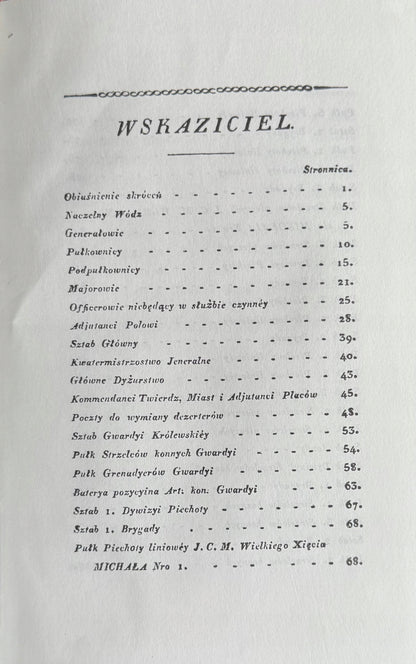 WSKAZICIEL.
Stronnica.
Obiuśnienie skróceń - - - - - - - - - 1.
Naczelny Wódz - - - - - - - - - - 5.
Generałowie - - - - - - - - - - 5.
Pułkownicy - - - - - - - - - - 10.
Podpułkownicy - - - - - - - - - 15.
Majorowie - - - - - - - - - - 21.
Officerowie niebędący w służbie czynnéy - - - 25.
Adjutanci Polowi - - - - - - - - - 28.
Sztab Główny - - - - - - - - - 39.
Kwatermistrzostwo Jeneralne - - - - - - 40.
Główne Dyżurstwo - - - - - - - - 43.
Kommendanci Twierdz, Miast i Adjutanci Placów 45.
Poczty do wymiany dezerterów - - - - - - 48.
Sztab Gwardyi Królewskiéy - - - - - - 53.
Pułk Strzelców konnych Gwardyi - - - - - 54.
Pułk Grenadyerów Gwardyi - - - - - - 58.
Baterya pozycyina Art: kon: Gwardyi - - - - 63.
Sztab 1. Dywizyi Piechoty - - - - - - - 67.
Sztab 1. Brygady - - - - - - - - 68.
Pułk Piechoty liniowéy J. C. M. Wielkiego Xięcia
MICHAŁA Nro 1. - - - - - - - 68.